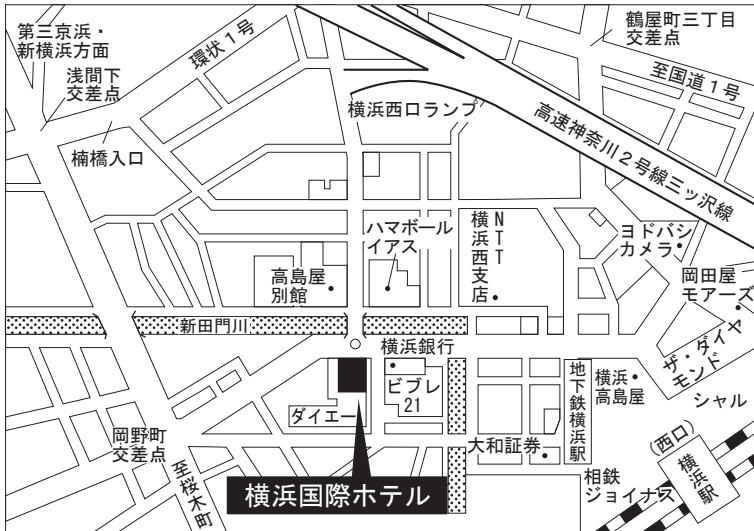 第三京浜・
新横浜方面
浅間下
交差点
環状1号
鶴屋町三丁目
交差点
至国道1号
楠橋入口
横浜西口ランプ
高速神奈川2号線三ッ沢線
ハマボール
イアス
高島屋
別館
NTT
横浜西支店
ヨドバシ
カメラ
岡田屋
モアーズ
新田門川
横浜銀行
ビブレ
21
ダイエー
地下鉄横浜駅
横浜
高島屋
ザ・ダイヤ
モンド
シャル
岡野町
交差点
至桜木町
大和証券
(西口)
横浜駅
相鉄
ジョイナス
横浜国際ホテル